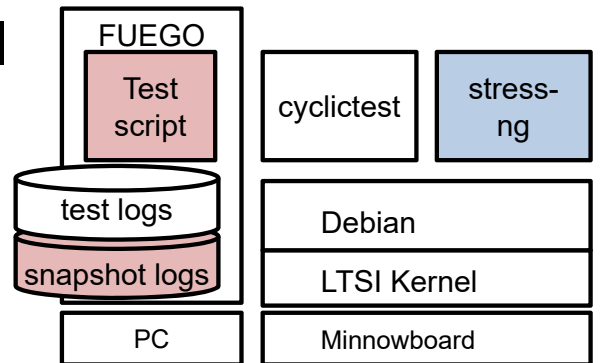 FUEGO
Test
script
cyclictest
stress-
ng
test logs
snapshot logs
Debian
LTSI Kernel
PC
Minnowboard